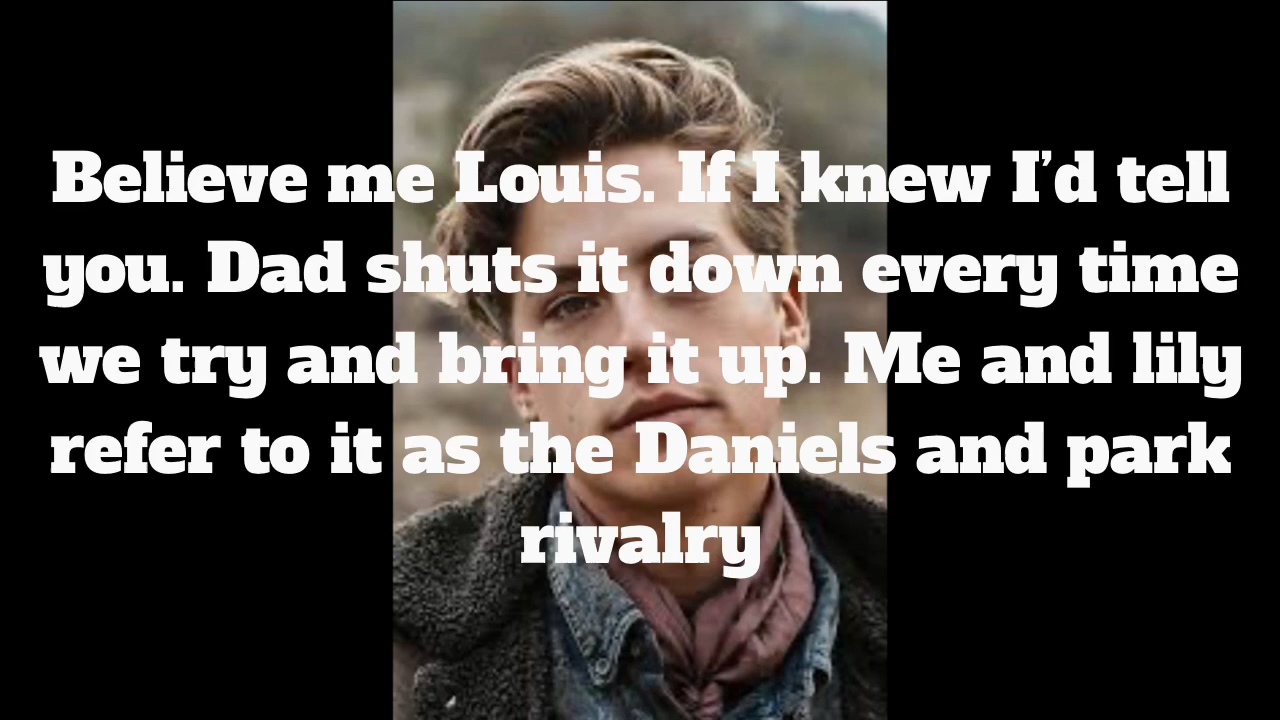 Believe me Louis. If I knew I'd tell
you. Dad shuts it down every time
we try and bring it up. Me and lily
refer to it as the Daniels and park
rivalry